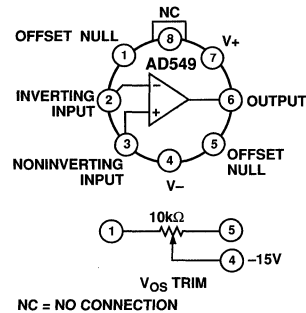 NC
OFFSET NULL
8
V+
1
7
AD549
INVERTING
INPUT
2
−
6
OUTPUT
+
NONINVERTING
INPUT
3
5
OFFSET
NULL
4
V−
10kΩ
1
5
4
−15V
VOS TRIM
NC = NO CONNECTION